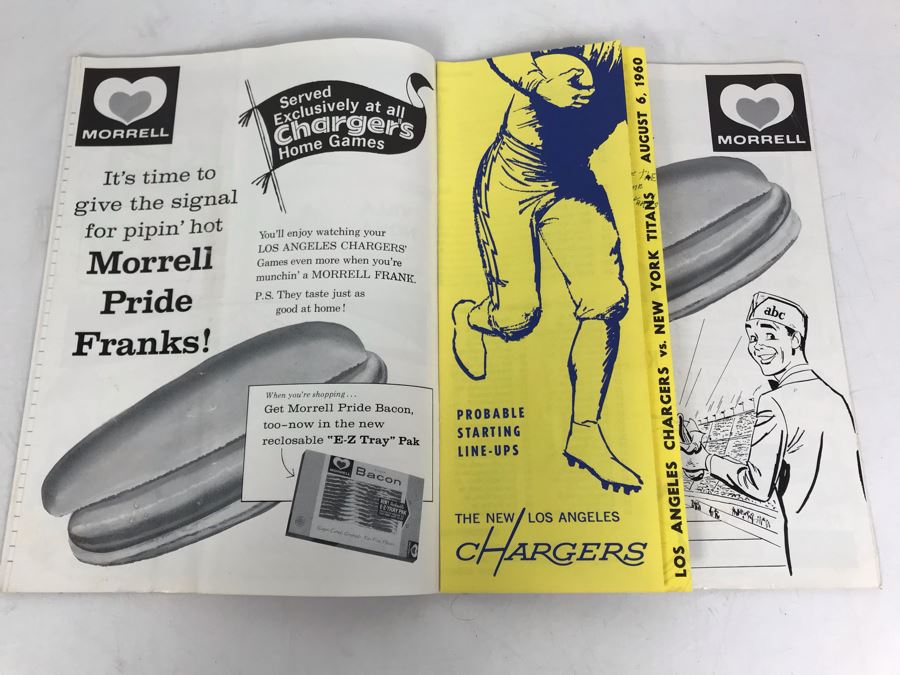 MORRELL
Served
Exclusively at all
Chargers
Home Games
It's time to
give the signal
for pipin' hot
Morrell
Pride
Franks!
You'll enjoy watching your
LOS ANGELES CHARGERS'
Games even more when you're
munchin' a MORRELL FRANK.
P.S. They taste just as
good at home!
When you're shopping...
Get Morrell Pride Bacon,
too-now in the new
reclosable "E-Z Tray" Pak
MORRELL
Bacon
PROBABLE
STARTING
LINE-UPS
THE NEW LOS ANGELES
CHARGERS
LOS ANGELES CHARGERS vs. NEW YORK TITANS AUGUST 6, 1960
MORRELL
abc